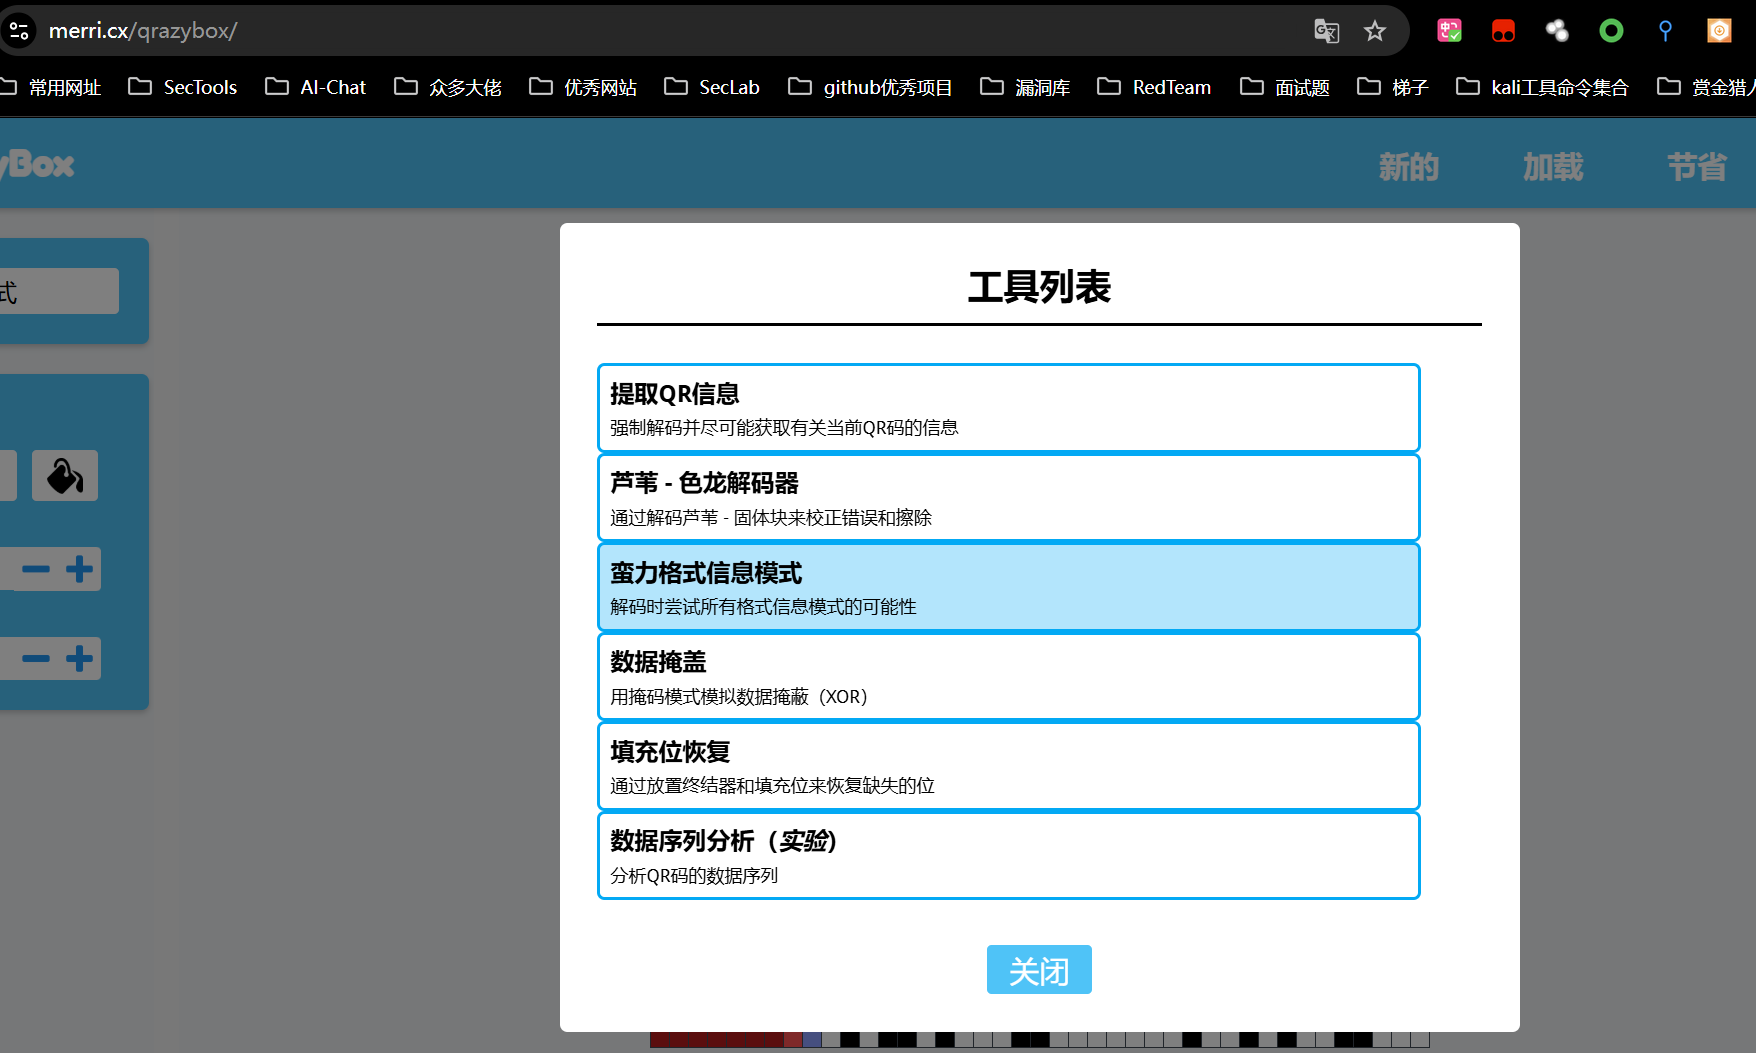 merri.cx/qrazybox/
常用网址 SecTools AI-Chat 众多大佬 优秀网站 SecLab github优秀项目 漏洞库 RedTeam 面试题 梯子 kali工具命令集合 赏金猎人
yBox 新的 加载 节省
式
工具列表
提取QR信息
强制解码并尽可能获取有关当前QR码的信息
芦苇 - 色龙解码器
通过解码芦苇 - 固体块来校正错误和擦除
蛮力格式信息模式
解码时尝试所有格式信息模式的可能性
数据掩盖
用掩码模式模拟数据掩蔽（XOR）
填充位恢复
通过放置终结器和填充位来恢复缺失的位
数据序列分析（实验）
分析QR码的数据序列
关闭